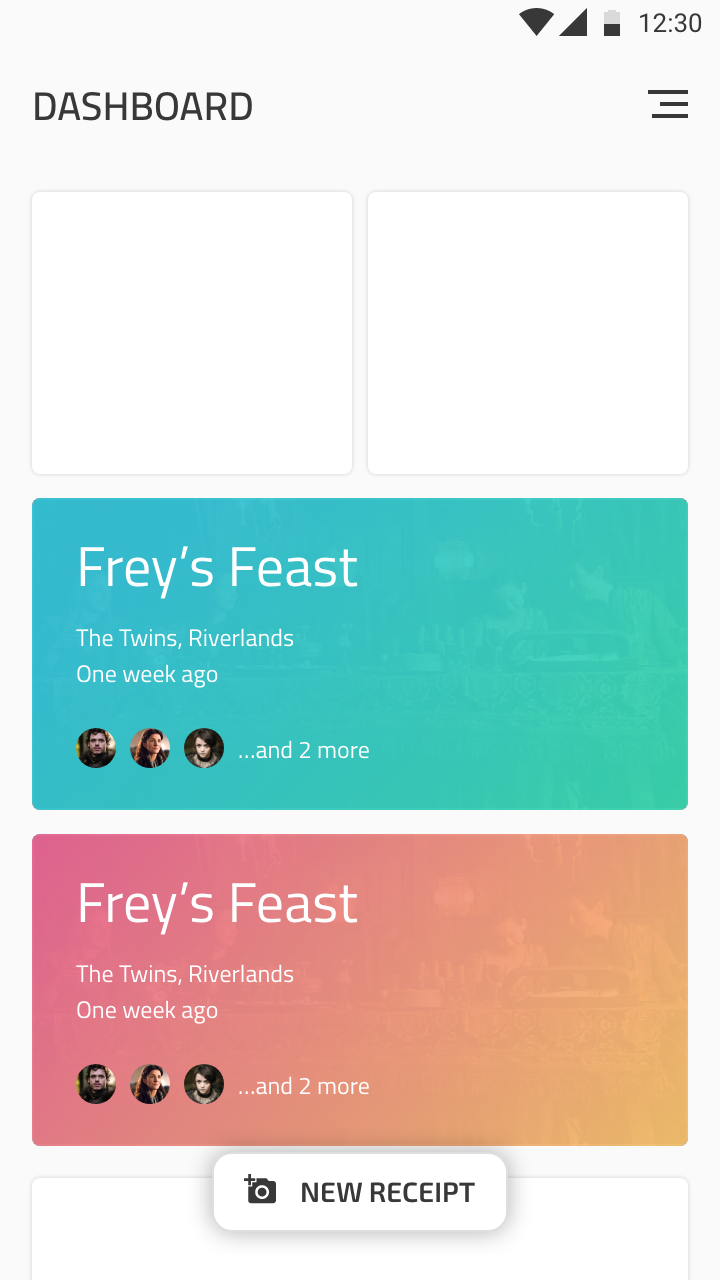 12:30
DASHBOARD
Frey’s Feast
The Twins, Riverlands
One week ago
...and 2 more
Frey’s Feast
The Twins, Riverlands
One week ago
...and 2 more
NEW RECEIPT